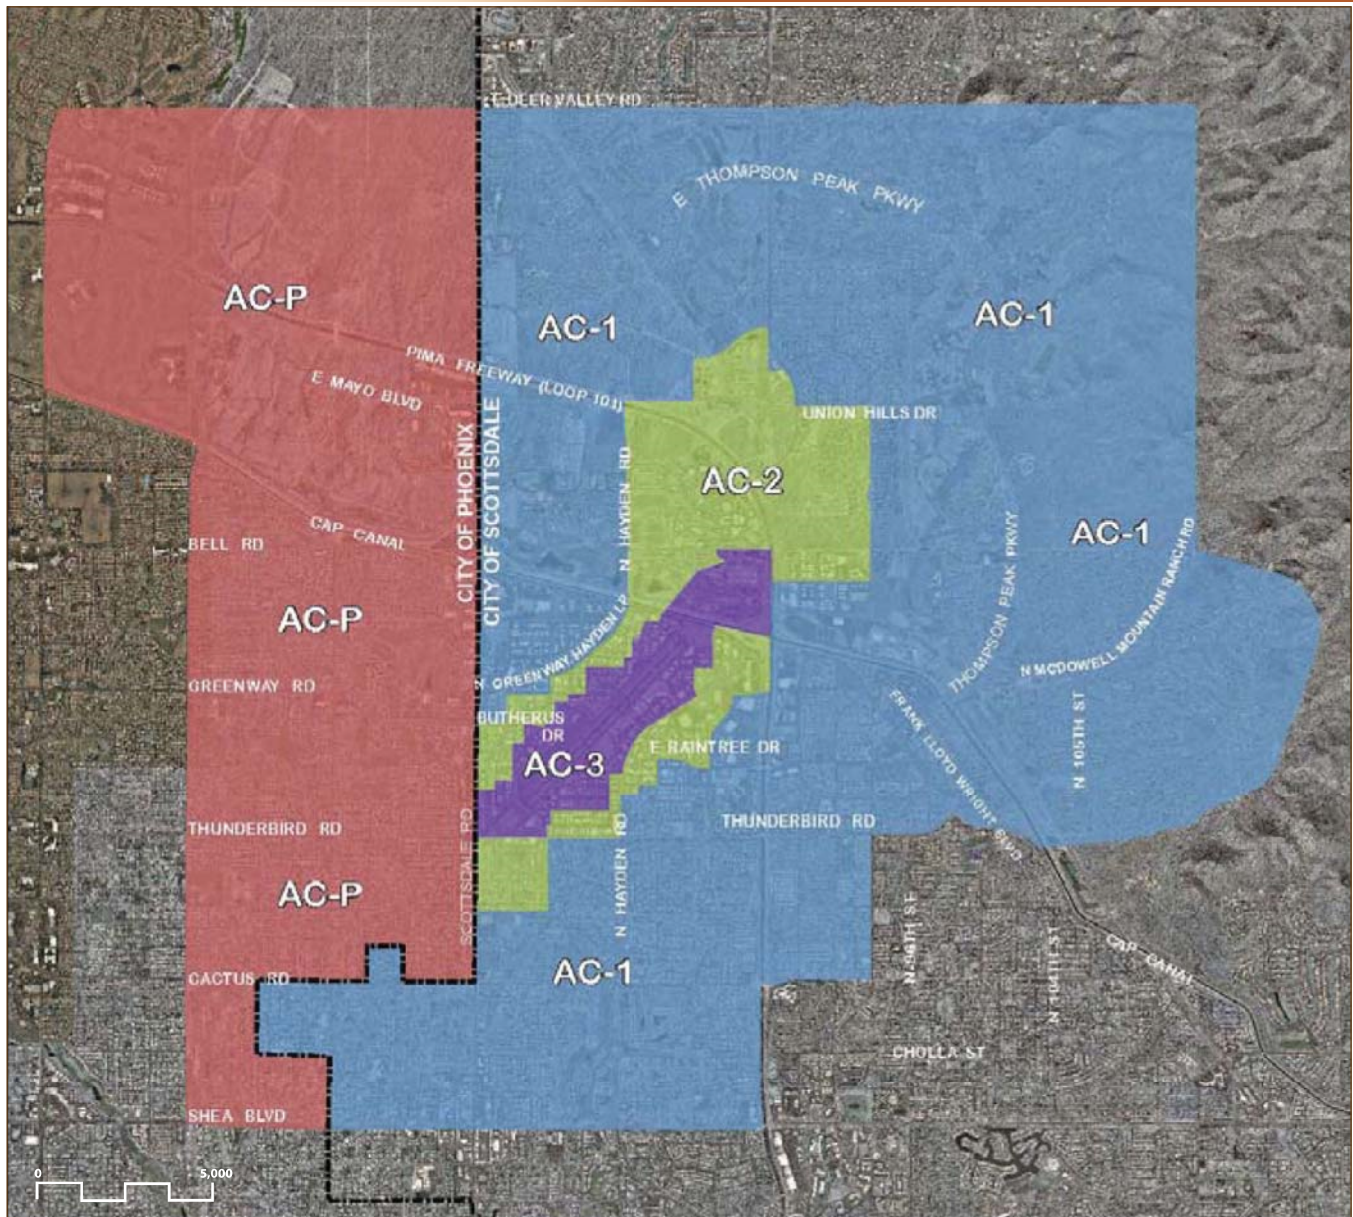 E DEER VALLEY RD
E THOMPSON PEAK PKWY
AC-P
AC-1
AC-1
PIMA FREEWAY (LOOP 101)
E MAYO BLVD
UNION HILLS DR
CITY OF PHOENIX
CITY OF SCOTTSDALE
N HAYDEN RD
AC-2
CAP CANAL
BELL RD
AC-1
THOMPSON PEAK PKWY
N MCDOWELL MOUNTAIN RANCH RD
AC-P
N GREENWAY HAYDEN LP
GREENWAY RD
FRANK LLOYD WRIGHT BLVD
N 105TH ST
BUTHERUS
DR
E RAINTREE DR
AC-3
THUNDERBIRD RD
SCOTTSDALE RD
N HAYDEN RD
THUNDERBIRD RD
AC-P
N 96TH ST
N 104TH ST
CAP CANAL
CACTUS RD
AC-1
CHOLLA ST
SHEA BLVD
0 5,000